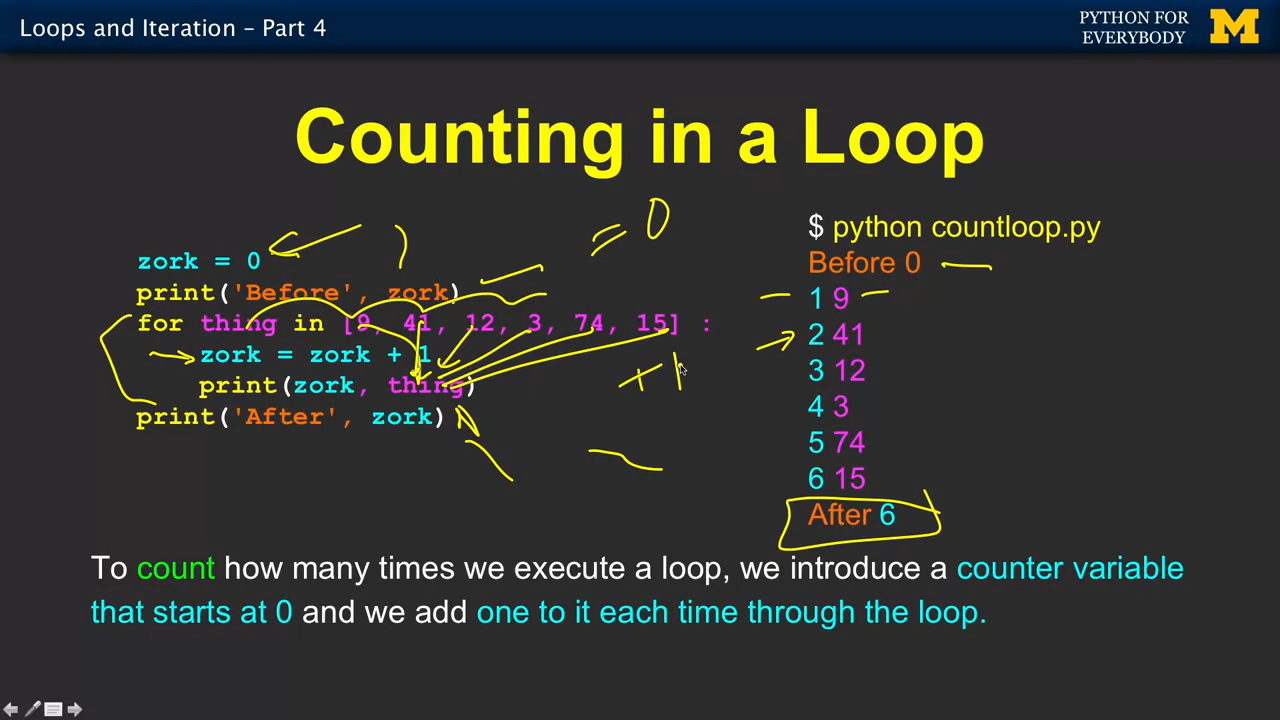 Loops and Iteration – Part 4
PYTHON FOR
EVERYBODY
M
Counting in a Loop
= 0
zork = 0
print('Before', zork)
for thing in [9, 41, 12, 3, 74, 15] :
    zork = zork + 1
    print(zork, thing)
print('After', zork)
+1
$ python countloop.py
Before 0
1 9
2 41
3 12
4 3
5 74
6 15
After 6
To count how many times we execute a loop, we introduce a counter variable
that starts at 0 and we add one to it each time through the loop.